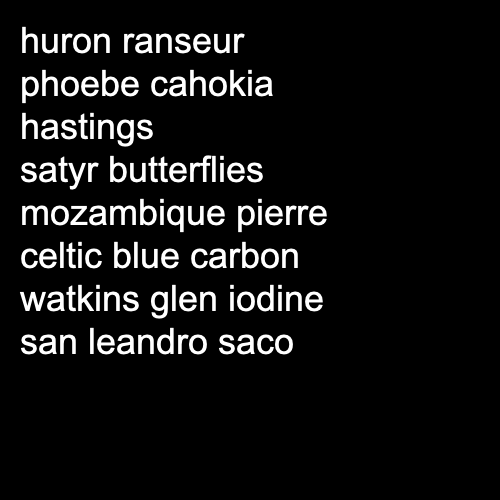 huron ranseur
phoebe cahokia
hastings
satyr butterflies
mozambique pierre
celtic blue carbon
watkins glen iodine
san leandro saco